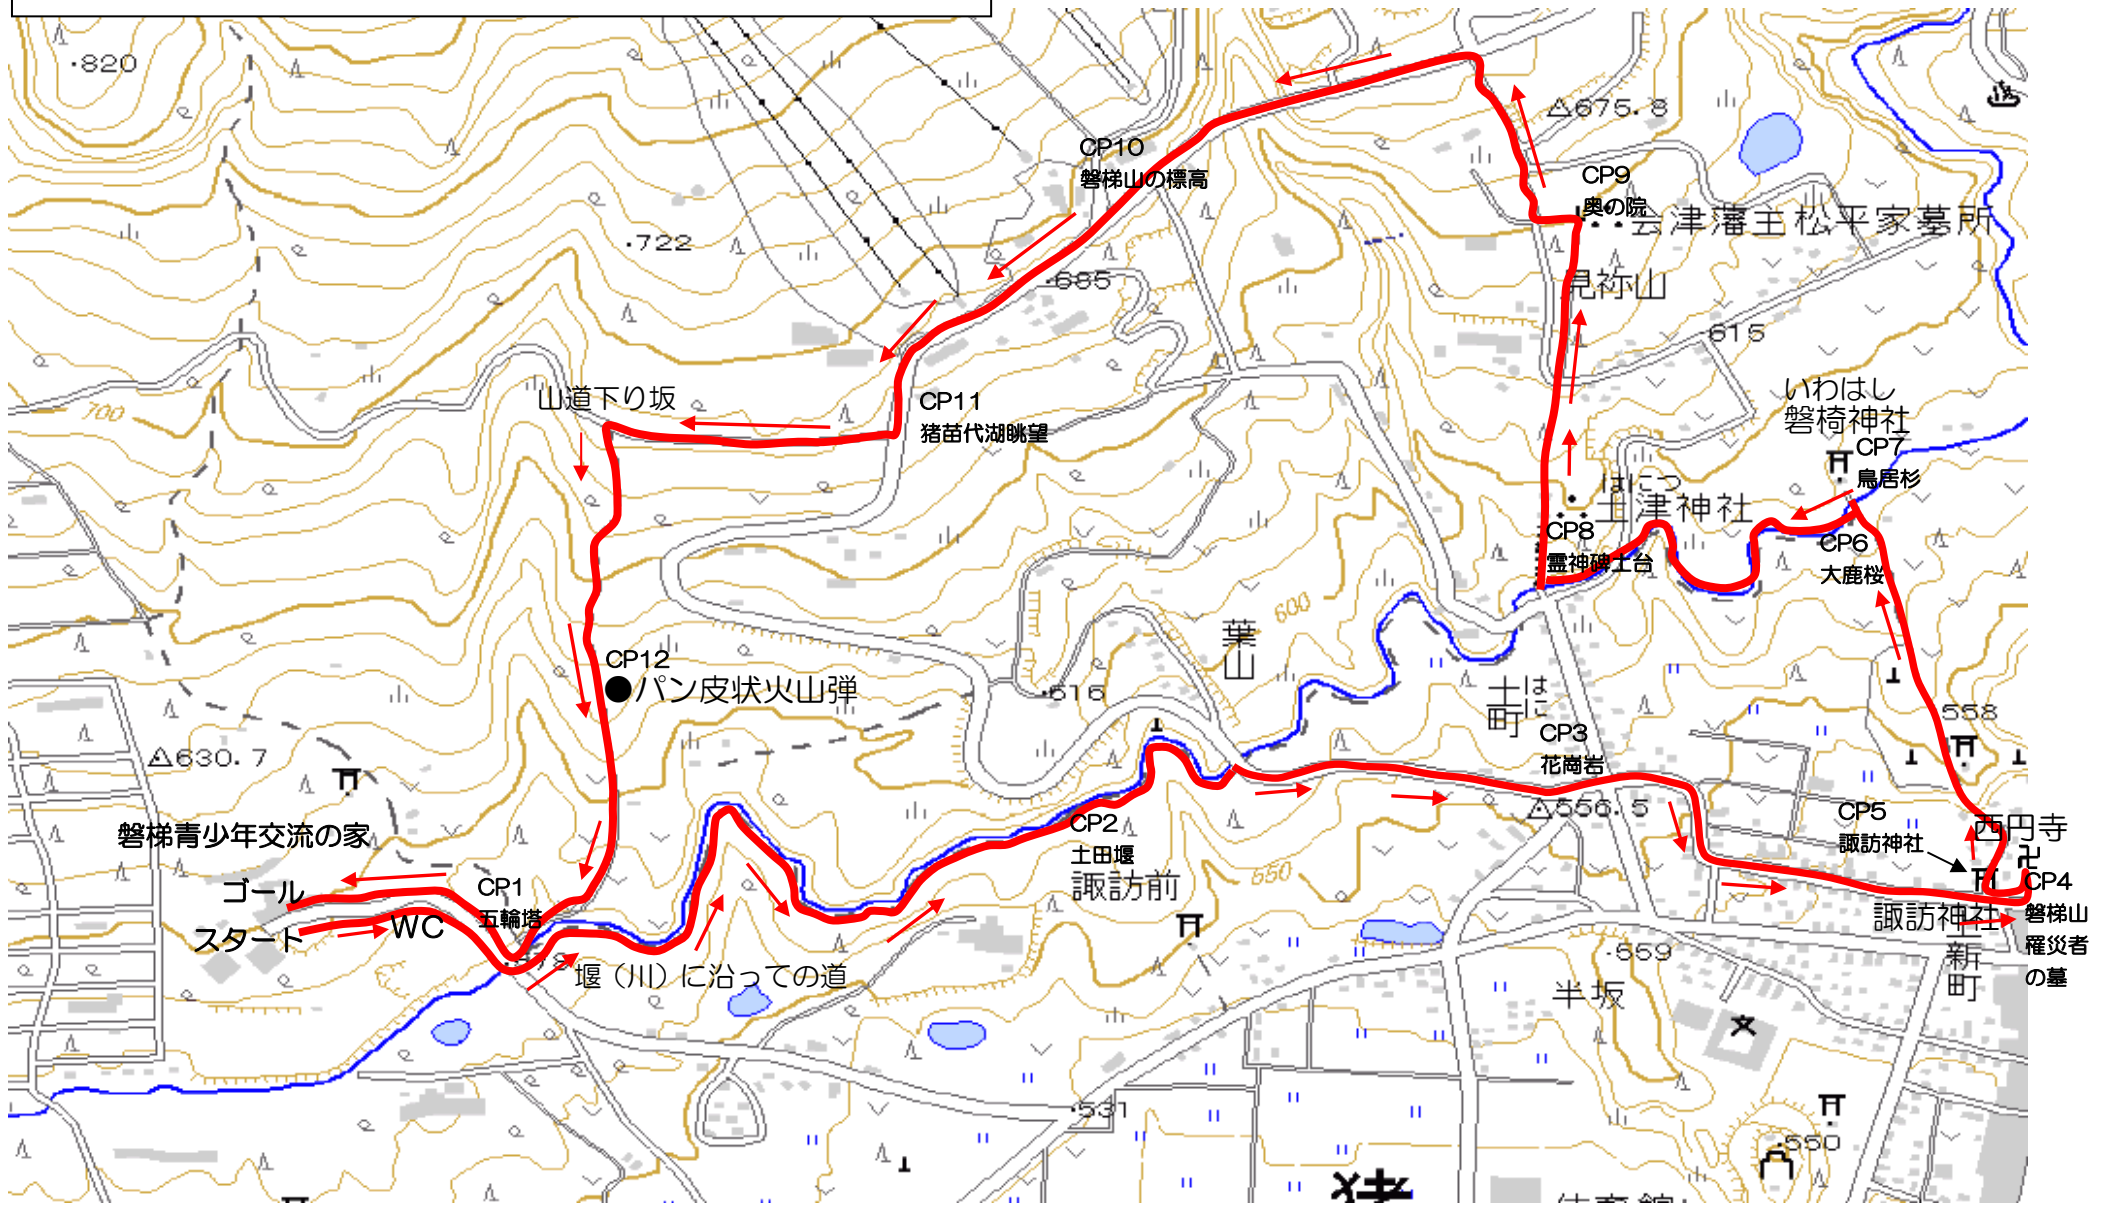 820
675.8
CP10
磐梯山の標高
CP9
奥の院
会津藩主松平家墓所
722
685
見祢山
615
山道下り坂
700
CP11
猪苗代湖眺望
いわはし
磐椅神社
CP7
鳥居杉
はにつ
土津神社
CP8
霊神碑土台
CP6
大鹿桜
600
葉山
CP12
パン皮状火山弾
616
はに
土町
558
CP3
花崗岩
630.7
556.5
磐梯青少年交流の家
CP2
土田堰
諏訪前
CP5
諏訪神社
西円寺
ゴール
CP1
五輪塔
550
CP4
磐梯山
罹災者
の墓
スタート
WC
諏訪神社
新町
堰（川）に沿っての道
559
半坂
531
550
猪
体育館